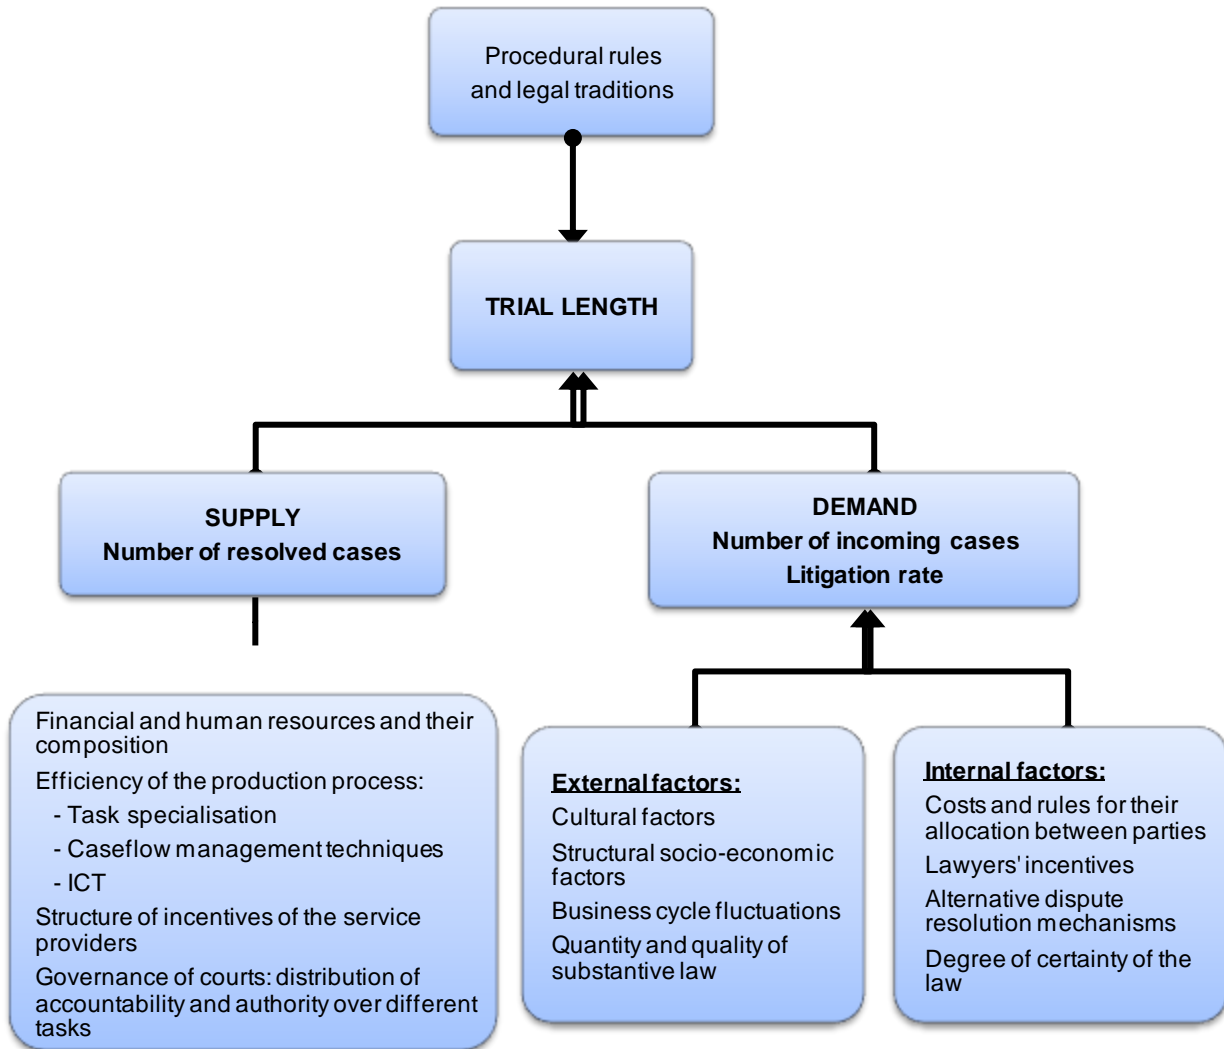 Procedural rules
and legal traditions
TRIAL LENGTH
SUPPLY
Number of resolved cases
DEMAND
Number of incoming cases
Litigation rate
Financial and human resources and their
composition
Efficiency of the production process:
- Task specialisation
- Caseflow management techniques
- ICT
Structure of incentives of the service
providers
Governance of courts: distribution of
accountability and authority over different
tasks
External factors:
Cultural factors
Structural socio-economic
factors
Business cycle fluctuations
Quantity and quality of
substantive law
Internal factors:
Costs and rules for their
allocation between parties
Lawyers' incentives
Alternative dispute
resolution mechanisms
Degree of certainty of the
law